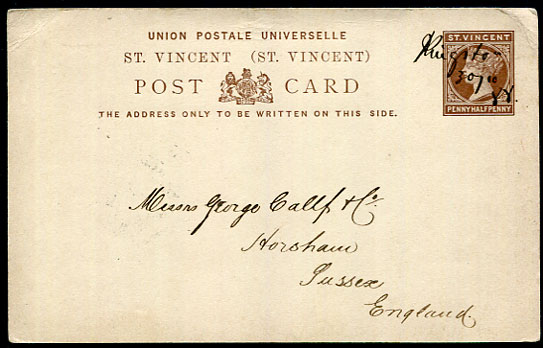 UNION POSTALE UNIVERSELLE
ST. VINCENT (ST. VINCENT)
POST CARD
THE ADDRESS ONLY TO BE WRITTEN ON THIS SIDE.
ST. VINCENT
PENNY HALFPENNY
Messrs George Callf & Co.
Horsham
Sussex
England.